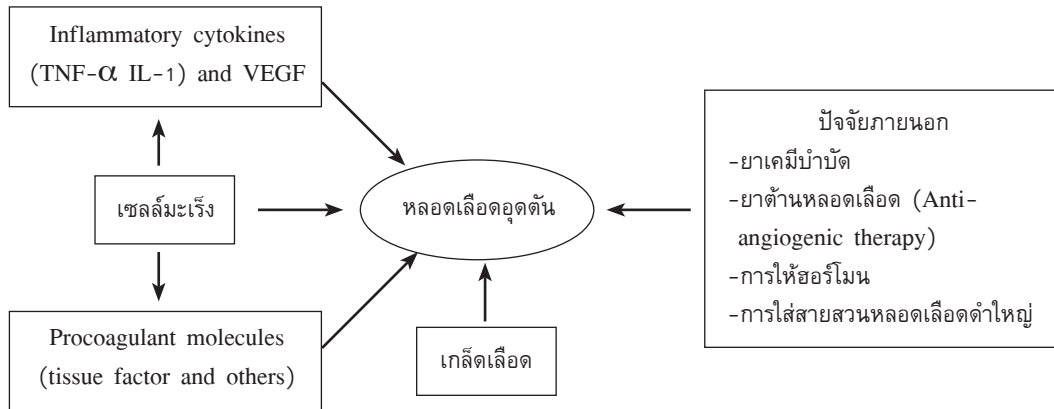 Inflammatory cytokines
(TNF-α IL-1) and VEGF
เซลล์มะเร็ง
Procoagulant molecules
(tissue factor and others)
หลอดเลือดอุดตัน
เกล็ดเลือด
ปัจจัยภายนอก
-ยาเคมีบำบัด
-ยาต้านหลอดเลือด (Anti-
angiogenic therapy)
-การให้ฮอร์โมน
-การใส่สายสวนหลอดเลือดดำใหญ่